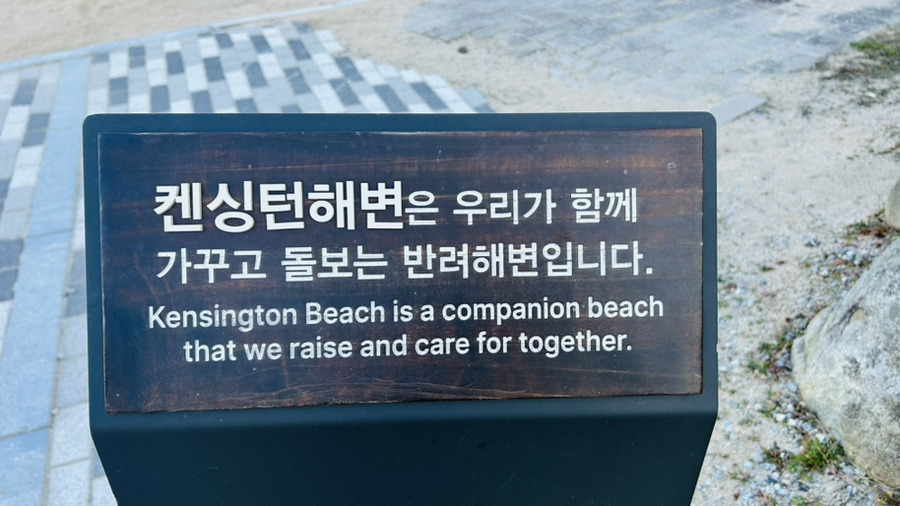 켄싱턴해변은 우리가 함께
가꾸고 돌보는 반려해변입니다.
Kensington Beach is a companion beach
that we raise and care for together.